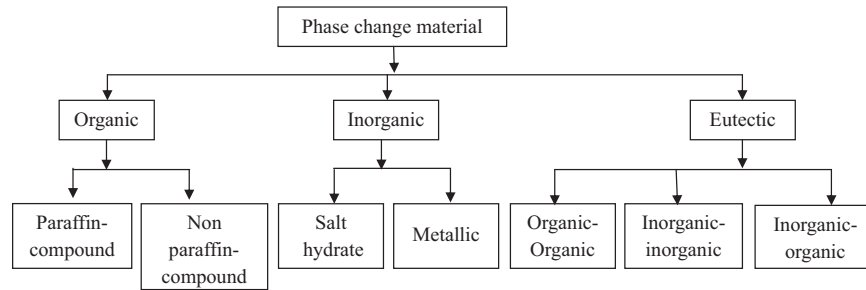 Phase change material
Organic
Inorganic
Eutectic
Paraffin-
compound
Non
paraffin-
compound
Salt
hydrate
Metallic
Organic-
Organic
Inorganic-
inorganic
Inorganic-
organic